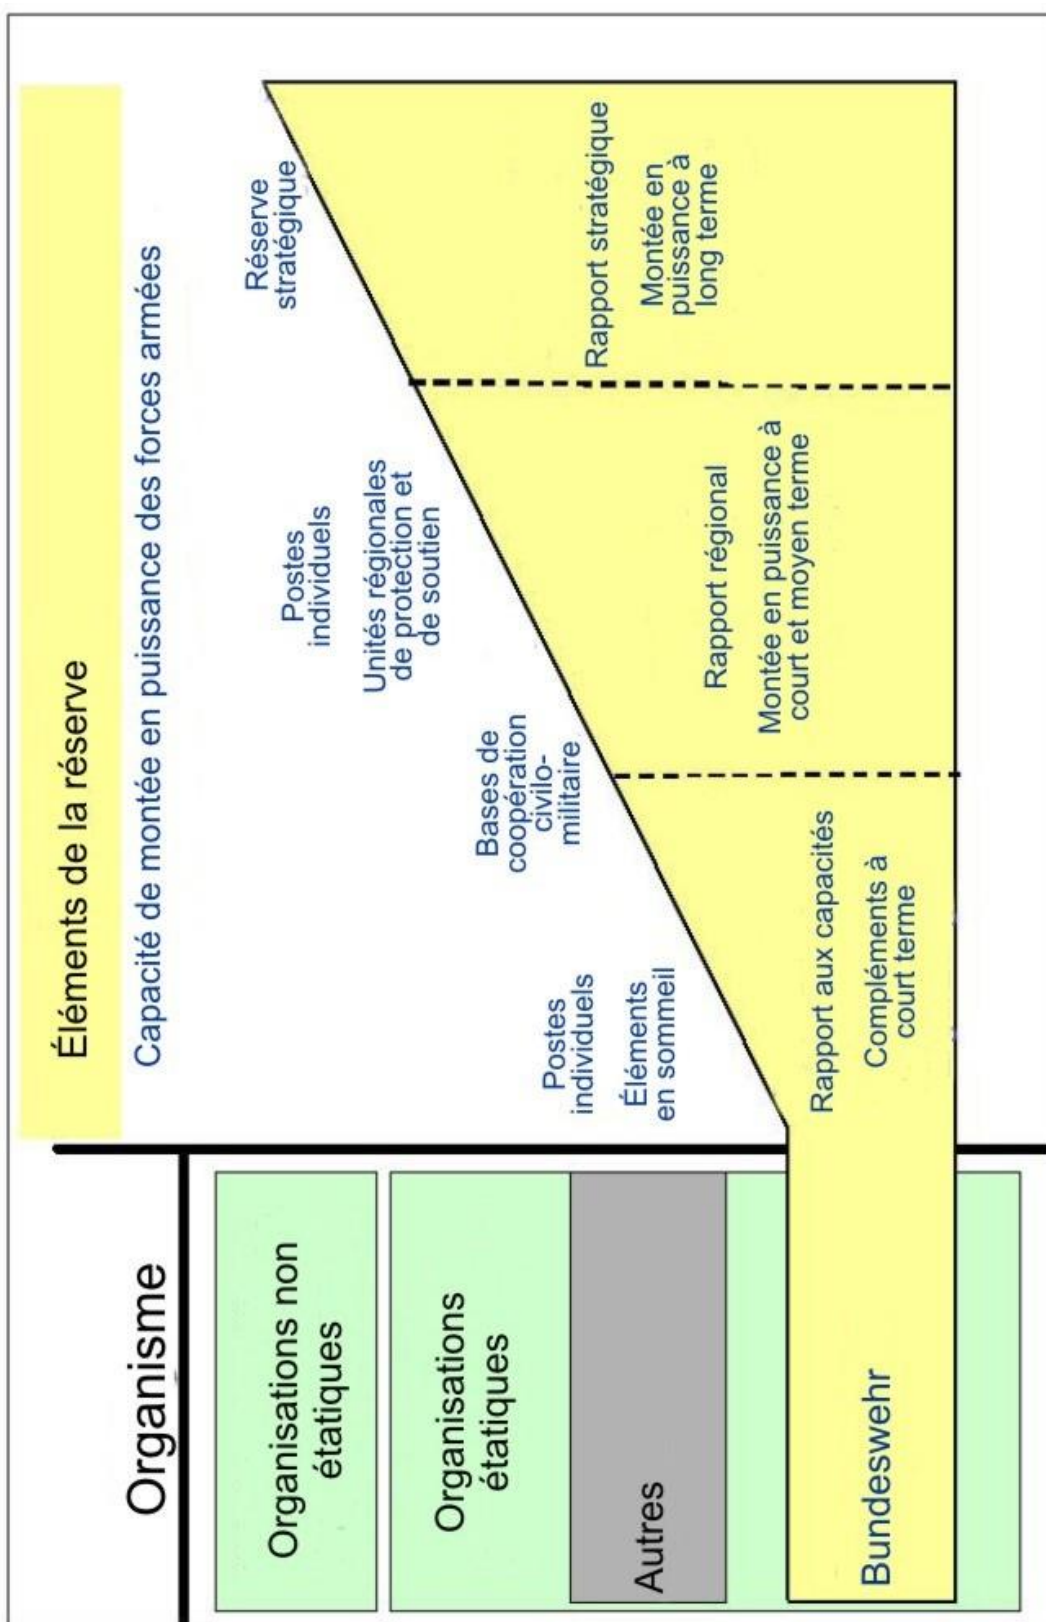 Organisme
Éléments de la réserve
Capacité de montée en puissance des forces armées
Organisations non
étatiques
Organisations
étatiques
Autres
Bundeswehr
Postes
individuels
Éléments
en sommeil
Bases de
coopération
civilo-
militaire
Postes
individuels
Unités régionales
de protection et
de soutien
Réserve
stratégique
Rapport aux capacités
Compléments à
court terme
Rapport régional
Montée en puissance à
court et moyen terme
Rapport stratégique
Montée en
puissance à
long terme